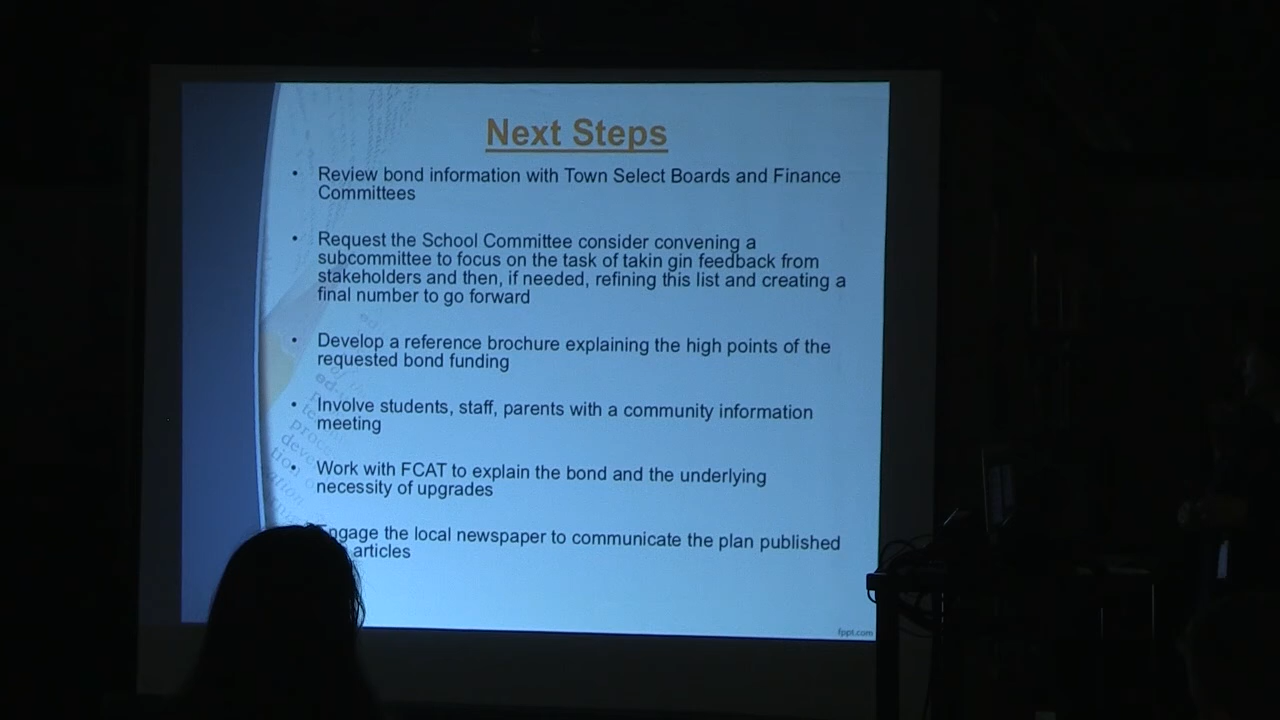 Next Steps
• Review bond information with Town Select Boards and Finance
Committees
• Request the School Committee consider convening a
subcommittee to focus on the task of takin gin feedback from
stakeholders and then, if needed, refining this list and creating a
final number to go forward
• Develop a reference brochure explaining the high points of the
requested bond funding
• Involve students, staff, parents with a community information
meeting
• Work with FCAT to explain the bond and the underlying
necessity of upgrades
Engage the local newspaper to communicate the plan published
articles
fppt.com